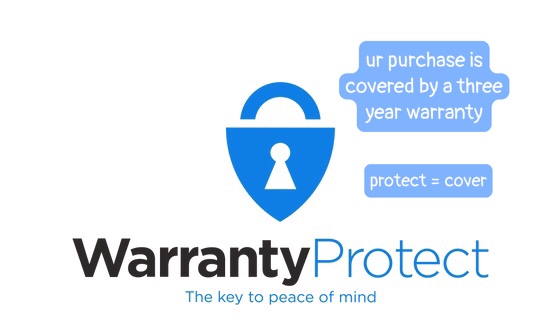 ur purchase is
covered by a three
year warranty
protect = cover
WarrantyProtect
The key to peace of mind